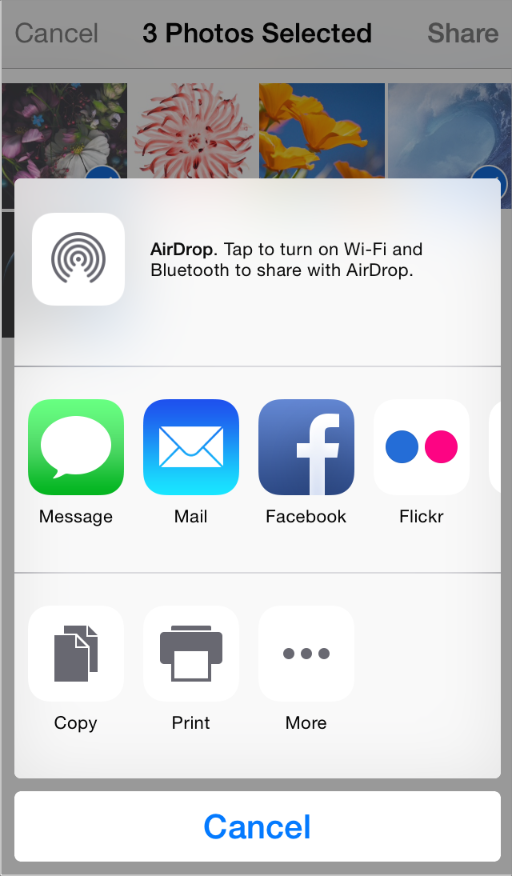 Cancel 3 Photos Selected Share
AirDrop. Tap to turn on Wi-Fi and
Bluetooth to share with AirDrop.
Message Mail Facebook Flickr
Copy Print More
Cancel